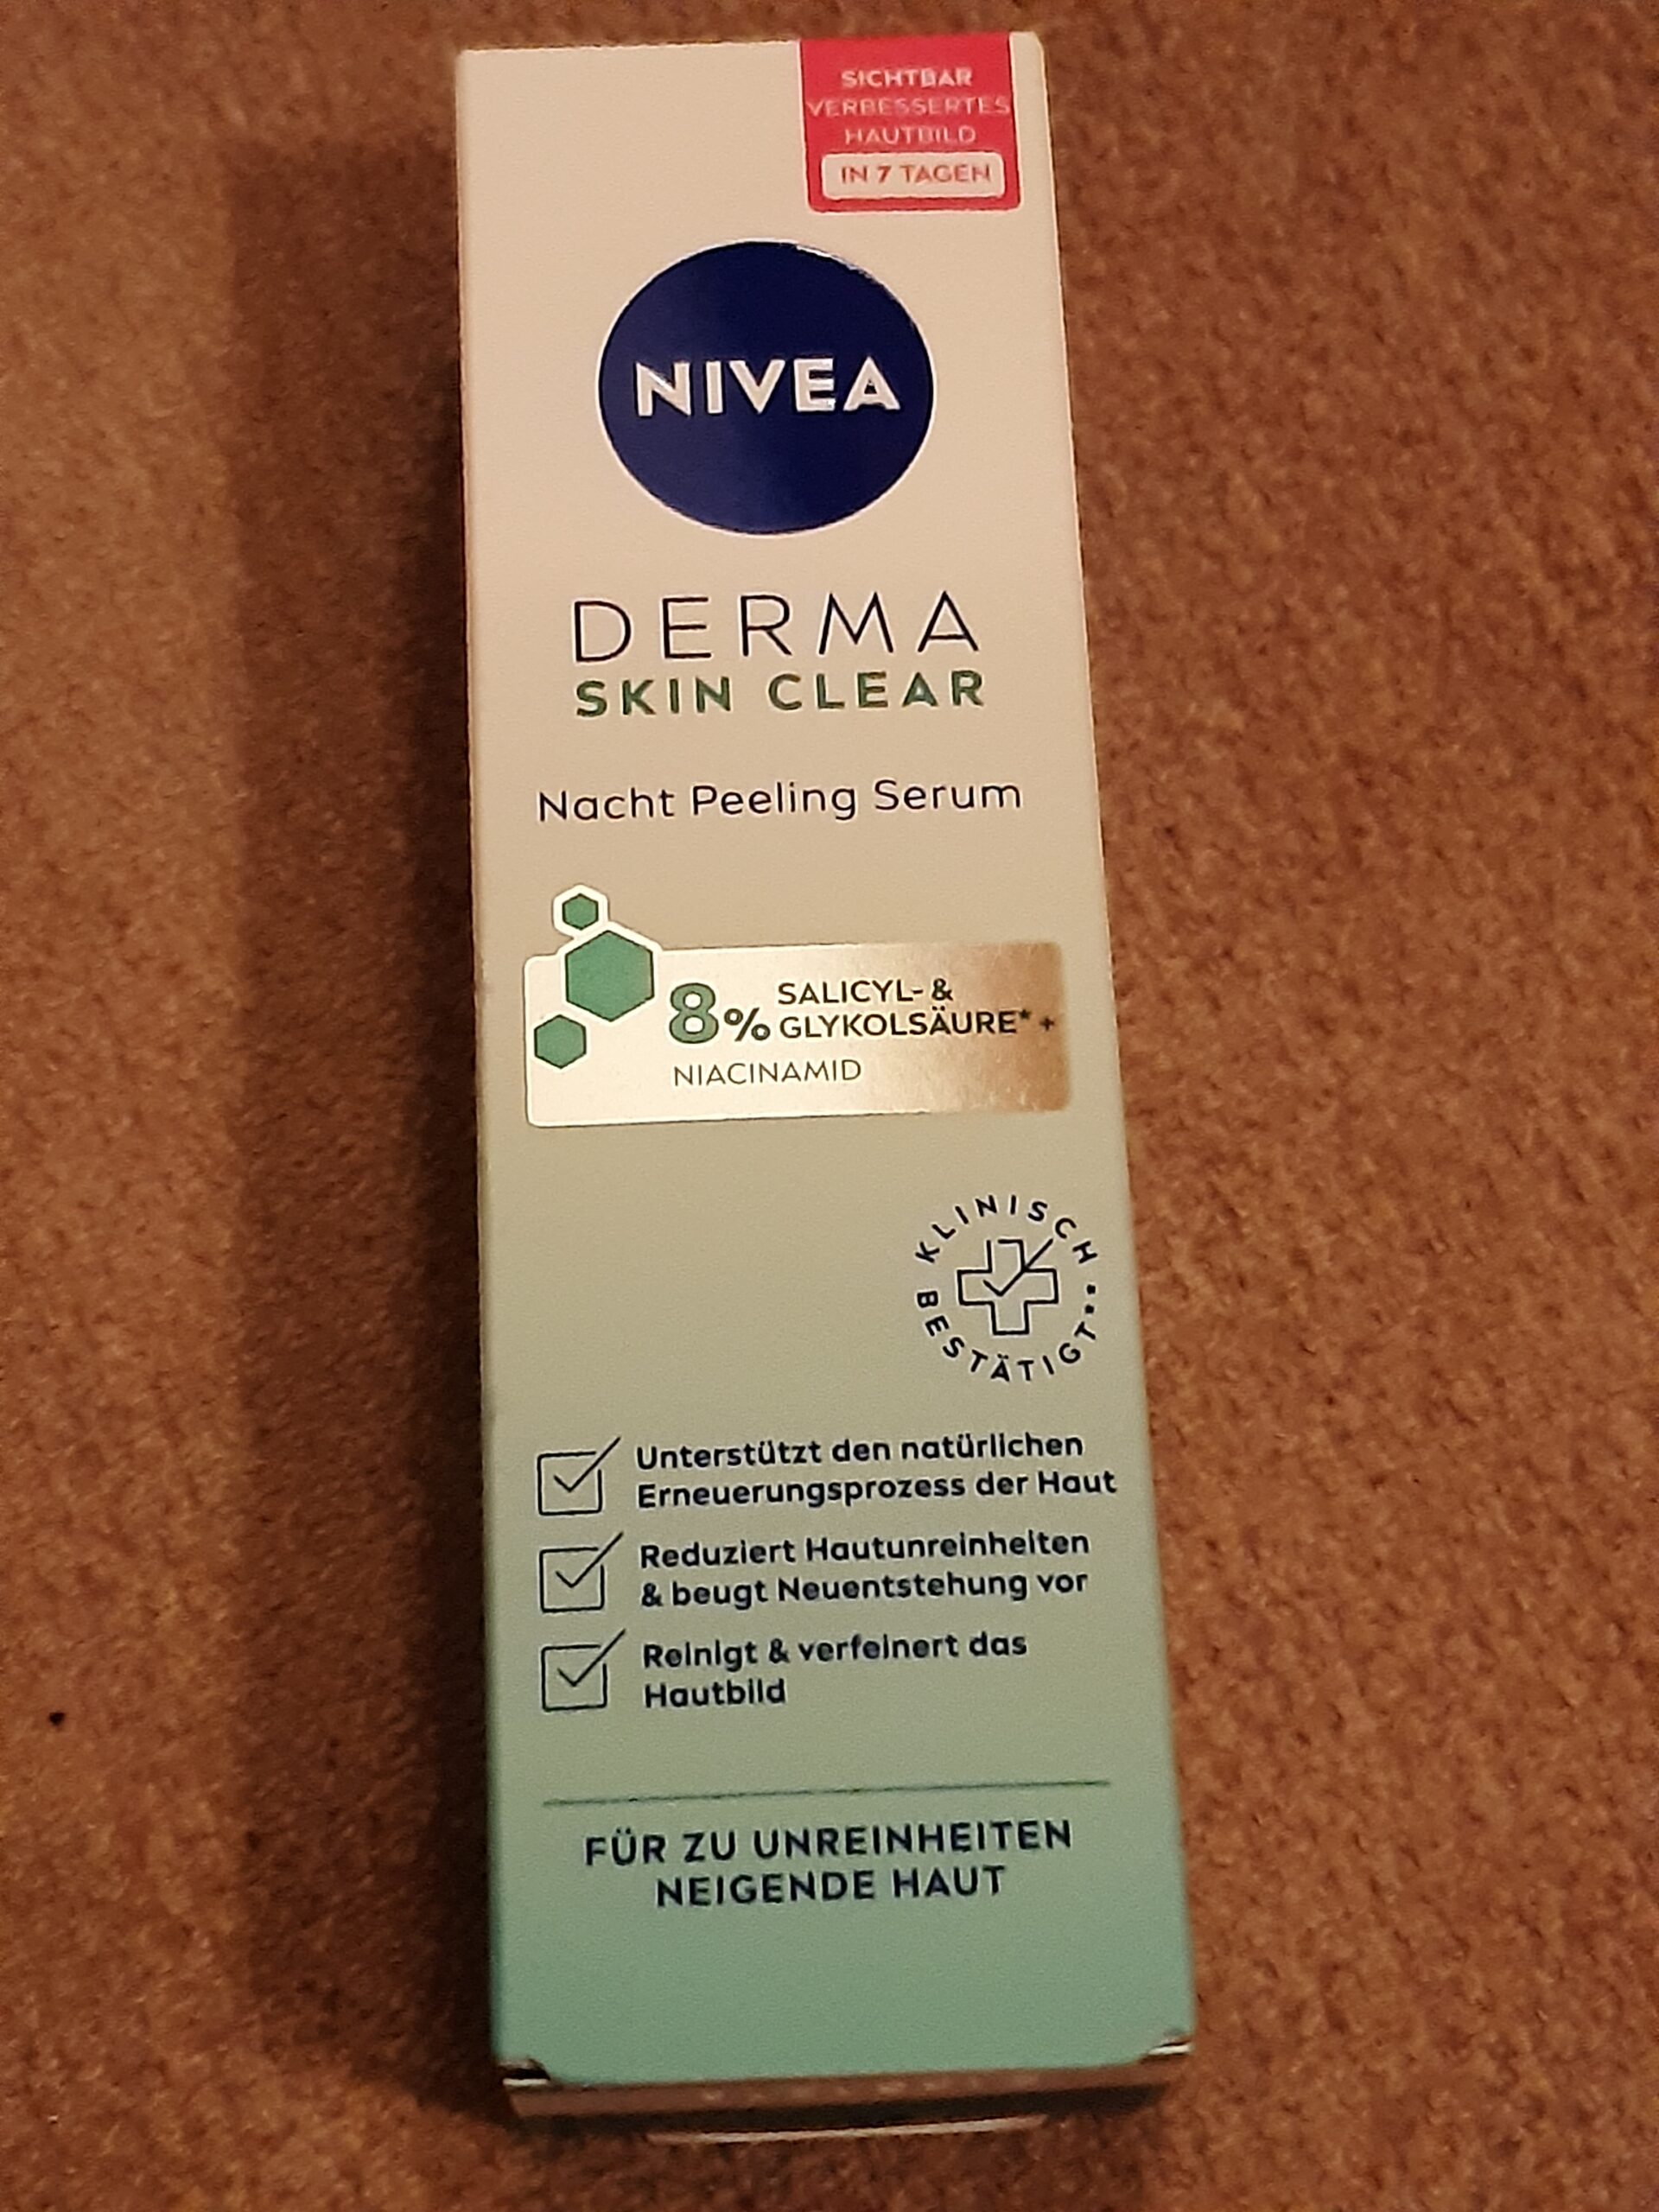 SICHTBAR
VERBESSERTES
HAUTBILD
IN 7 TAGEN
NIVEA
DERMA
SKIN CLEAR
Nacht Peeling Serum
8% SALICYL- &
GLYKOLSÄURE* +
NIACINAMID
KLINISCH
BESTÄTIGT**
Unterstützt den natürlichen
Erneuerungsprozess der Haut
Reduziert Hautunreinheiten
& beugt Neuentstehung vor
Reinigt & verfeinert das
Hautbild
FÜR ZU UNREINHEITEN
NEIGENDE HAUT